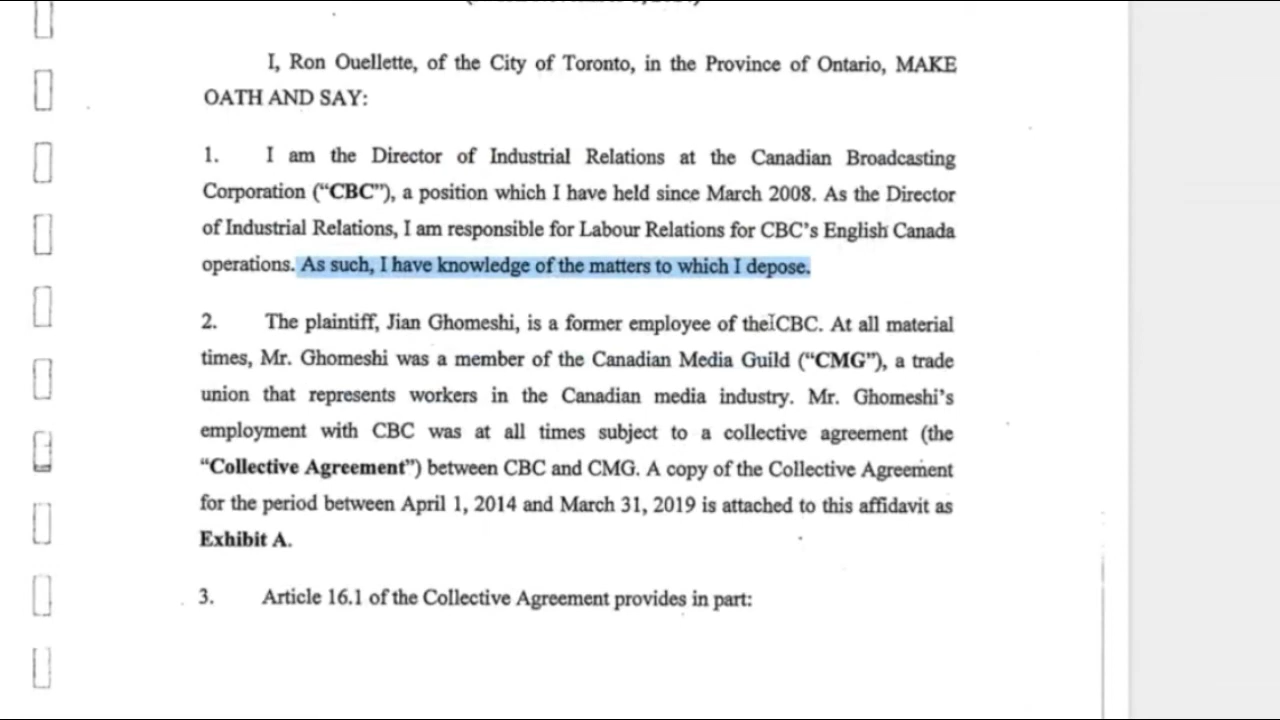 I, Ron Ouellette, of the City of Toronto, in the Province of Ontario, MAKE
OATH AND SAY:
1. I am the Director of Industrial Relations at the Canadian Broadcasting
Corporation (“CBC”), a position which I have held since March 2008. As the Director
of Industrial Relations, I am responsible for Labour Relations for CBC’s English Canada
operations. As such, I have knowledge of the matters to which I depose.
2. The plaintiff, Jian Ghomeshi, is a former employee of the CBC. At all material
times, Mr. Ghomeshi was a member of the Canadian Media Guild (“CMG”), a trade
union that represents workers in the Canadian media industry. Mr. Ghomeshi’s
employment with CBC was at all times subject to a collective agreement (the
“Collective Agreement”) between CBC and CMG. A copy of the Collective Agreement
for the period between April 1, 2014 and March 31, 2019 is attached to this affidavit as
Exhibit A.
3. Article 16.1 of the Collective Agreement provides in part: